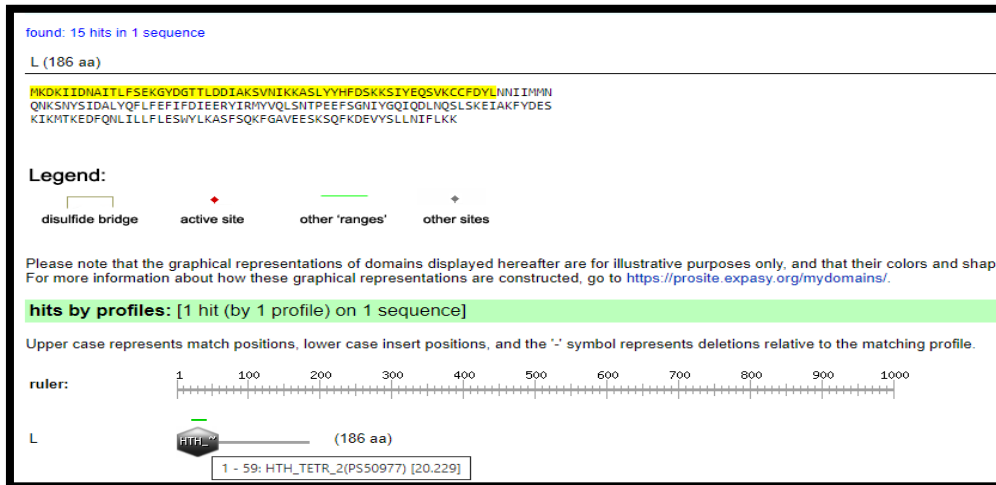 found: 15 hits in 1 sequence
L (186 aa)
MKDKIIDNAITLFSEKGYDGTTLDDIAKSVNIKKASLYYHFDSKKSIYEQSVKCCFDYLNNIIMMN
QNKSNYSIDALYQFLFEFIFDIEERYIRMYVQLSNTPEEFSGNIYGQIQDLNQSLSKEIAKFYDES
KIKMTKEDFQNLILLFLESWYLKASFSQKFGAVEESKSQFKDEVYSLLNIFLKK
Legend:
disulfide bridge active site other 'ranges' other sites
Please note that the graphical representations of domains displayed hereafter are for illustrative purposes only, and that their colors and shap
For more information about how these graphical representations are constructed, go to https://prosite.expasy.org/mydomains/.
hits by profiles: [1 hit (by 1 profile) on 1 sequence]
Upper case represents match positions, lower case insert positions, and the '-' symbol represents deletions relative to the matching profile.
ruler: 1 100 200 300 400 500 600 700 800 900 1000
L HTH_~ (186 aa)
1 - 59: HTH_TETR_2(PS50977) [20.229]